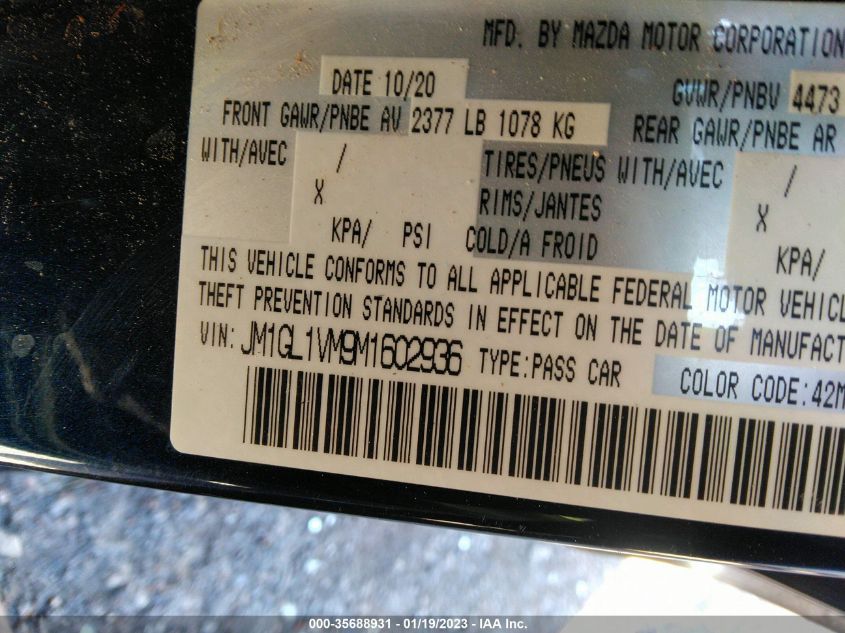 MFD. BY MAZDA MOTOR CORPORATION
DATE 10/20
GVWR/PNBV 4473
FRONT GAWR/PNBE AV 2377 LB 1078 KG
REAR GAWR/PNBE AR
WITH/AVEC / TIRES/PNEUS WITH/AVEC /
X RIMS/JANTES X
KPA/ PSI COLD/A FROID KPA/
THIS VEHICLE CONFORMS TO ALL APPLICABLE FEDERAL MOTOR VEHICL
THEFT PREVENTION STANDARDS IN EFFECT ON THE DATE OF MANUFACT
VIN: JM1GL1VM9M1602936 TYPE:PASS CAR COLOR CODE:42M
000-35688931 - 01/19/2023 - IAA Inc.